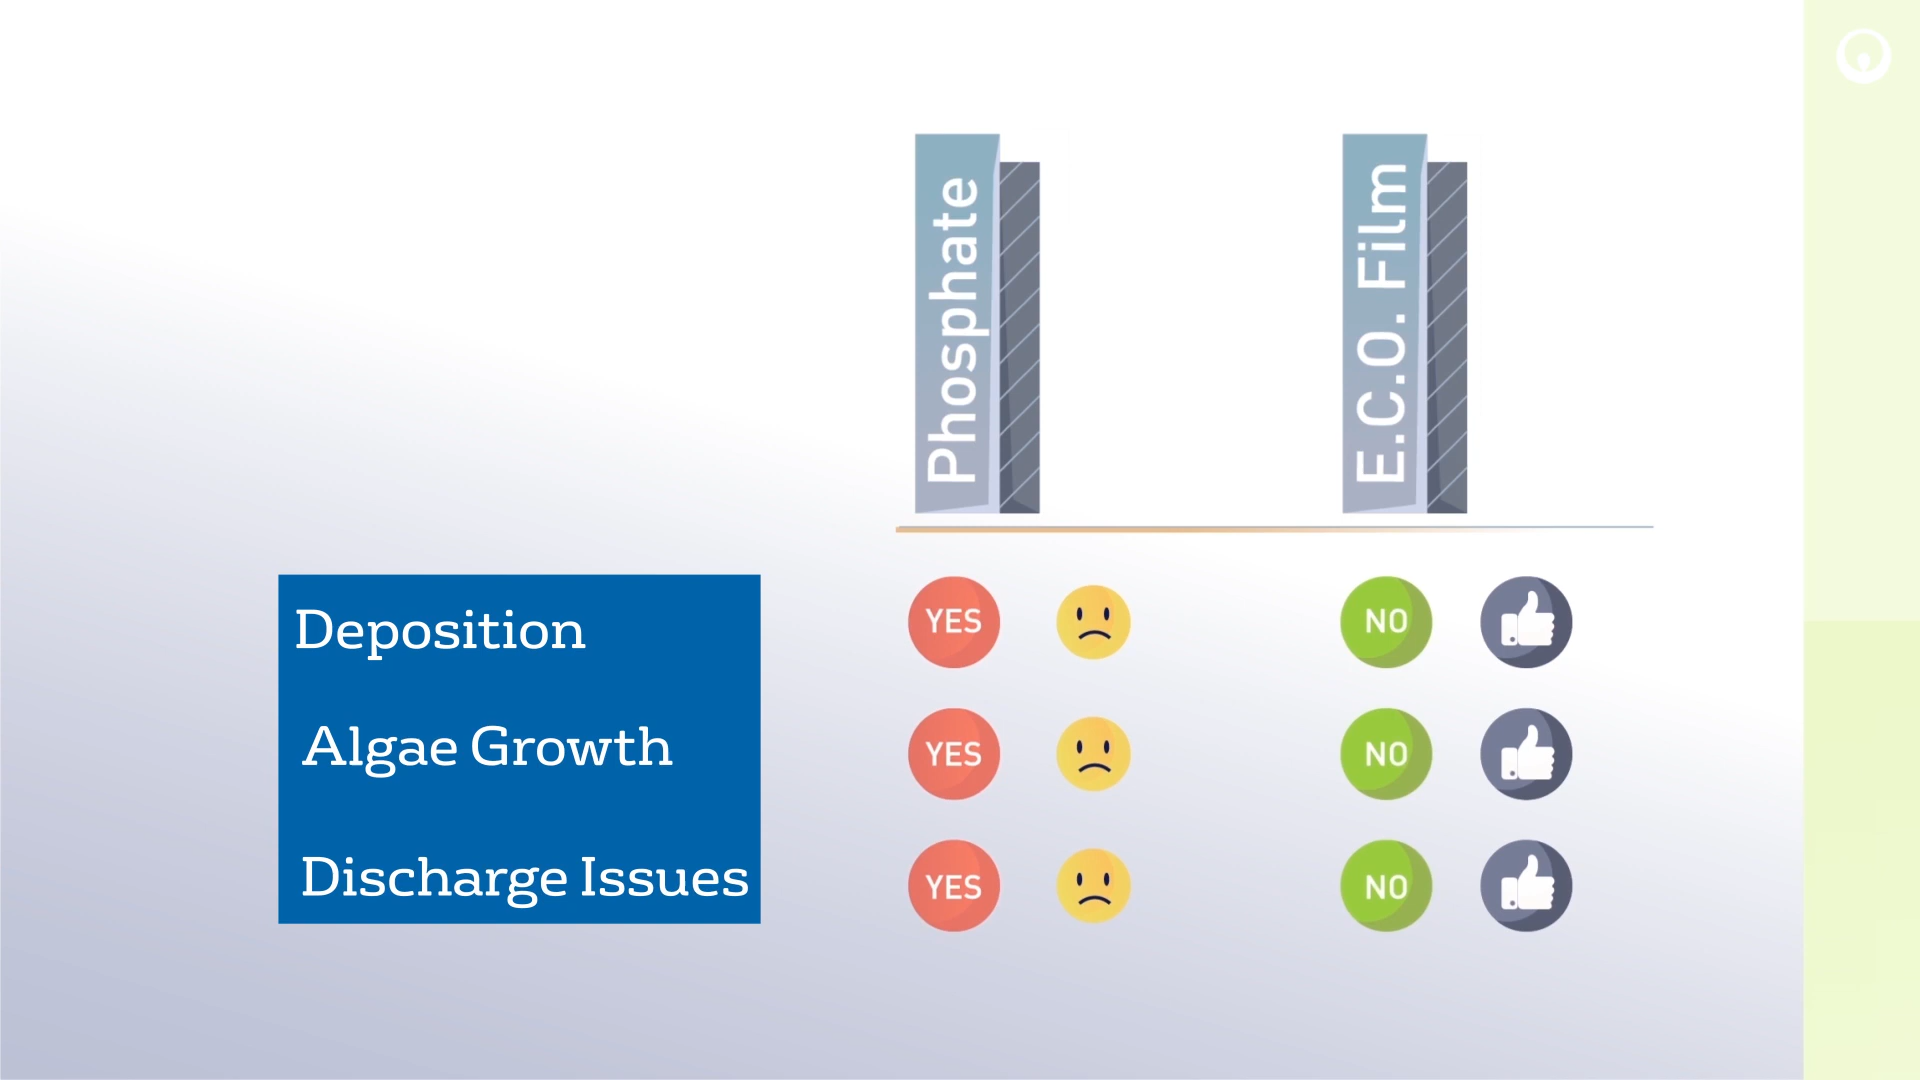 Phosphate
E.C.O. Film
Deposition
YES
NO
Algae Growth
YES
NO
Discharge Issues
YES
NO